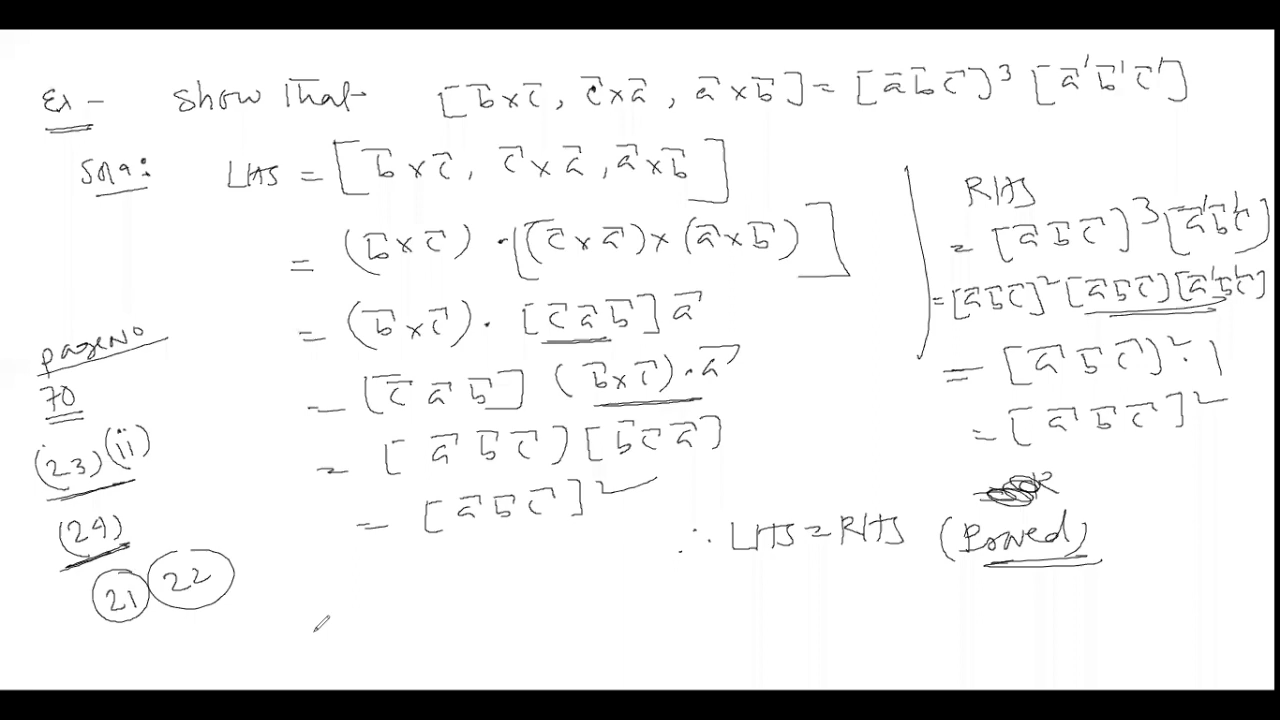 Ex - Show That [b⃗×c⃗, c⃗×a⃗, a⃗×b⃗] = [a⃗ b⃗ c⃗]³ [a⃗' b⃗' c⃗']
Soln: LHS = [b⃗×c⃗, c⃗×a⃗, a⃗×b⃗]
= (b⃗×c⃗)·[(c⃗×a⃗)×(a⃗×b⃗)]
= (b⃗×c⃗)·[c⃗ a⃗ b⃗] a⃗
= [c⃗ a⃗ b⃗] (b⃗×c⃗)·a⃗
= [a⃗ b⃗ c⃗) [b⃗ c⃗ a⃗]
= [a⃗ b⃗ c⃗]²
RHS
= [a⃗ b⃗ c⃗]³ [a⃗' b⃗' c⃗']
= [a⃗ b⃗ c⃗]² [a⃗ b⃗ c⃗] [a⃗' b⃗' c⃗']
= [a⃗ b⃗ c⃗]²·1
= [a⃗ b⃗ c⃗]²
∴ LHS = RHS (Proved)
page No
70
(23)(ii)
(24)
21 22